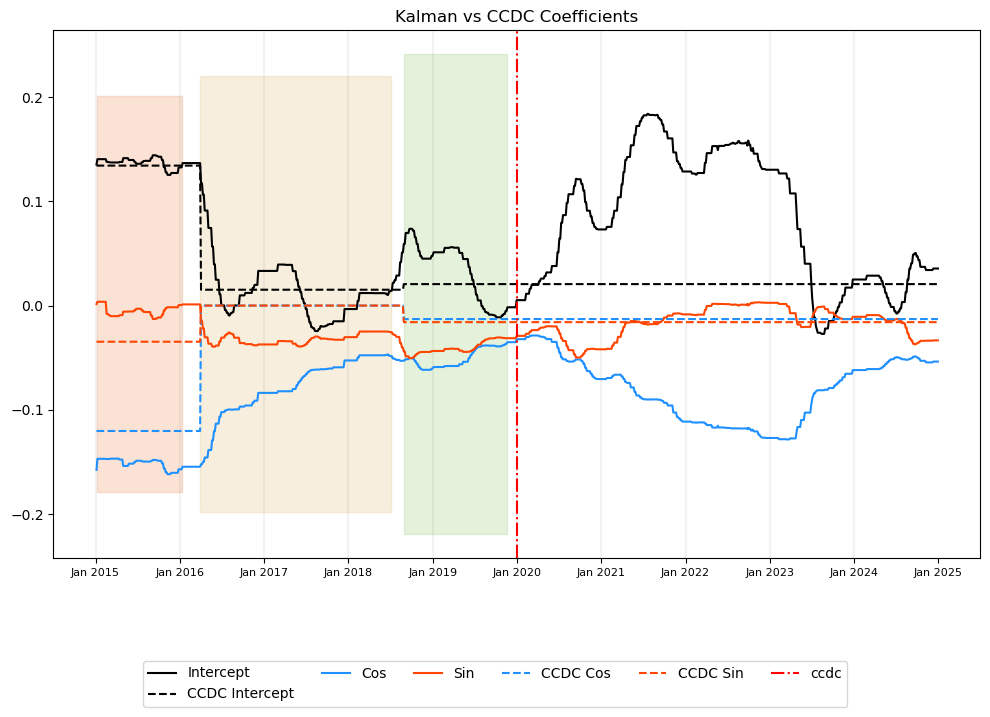 Kalman vs CCDC Coefficients
0.2
0.1
0.0
−0.1
−0.2
Jan 2015 Jan 2016 Jan 2017 Jan 2018 Jan 2019 Jan 2020 Jan 2021 Jan 2022 Jan 2023 Jan 2024 Jan 2025
Intercept Cos Sin CCDC Cos CCDC Sin ccdc
CCDC Intercept